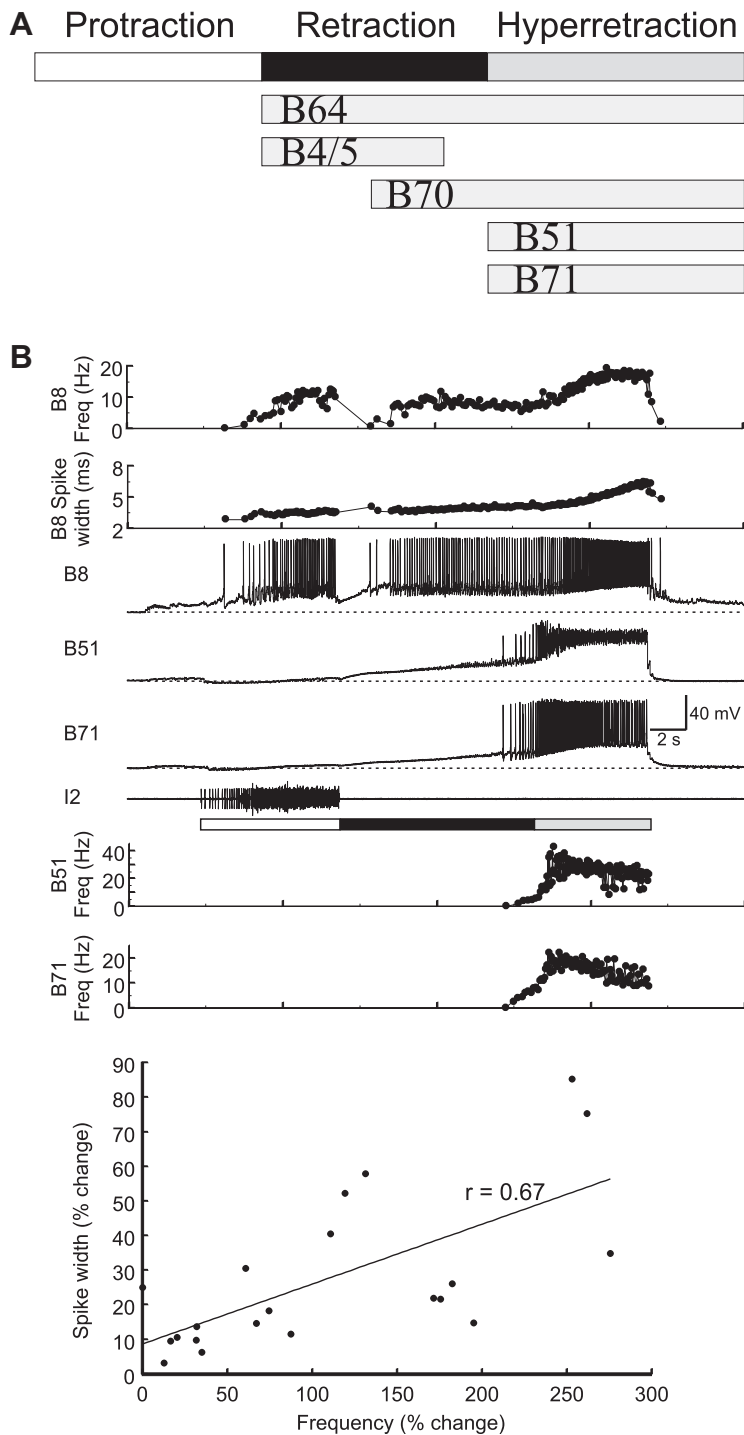 A
Protraction Retraction Hyperretraction
B64
B4/5
B70
B51
B71
B
B8
Freq (Hz)
20
10
0
B8 Spike
width (ms)
8
5
2
B8
B51
B71
40 mV
2 s
I2
B51
Freq (Hz)
40
20
0
B71
Freq (Hz)
20
10
0
Spike width (% change)
90
80
70
60
50
40
30
20
10
0
r = 0.67
0 50 100 150 200 250 300
Frequency (% change)